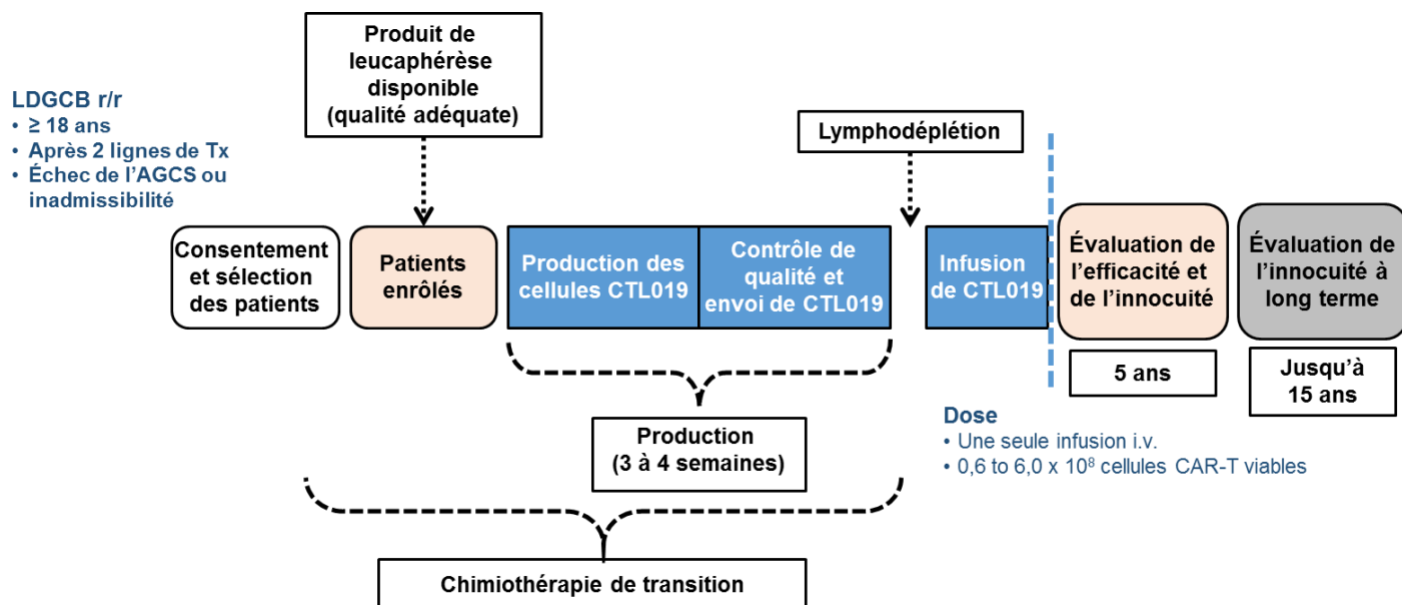 Produit de
leucaphérèse
disponible
(qualité adéquate)
LDGCB r/r
• ≥ 18 ans
• Après 2 lignes de Tx
• Échec de l’AGCS ou
inadmissibilité
Lymphodéplétion
Consentement
et sélection
des patients
Patients
enrôlés
Production des
cellules CTL019
Contrôle de
qualité et
envoi de CTL019
Infusion
de CTL019
Évaluation de
l’efficacité et
de l’innocuité
Évaluation de
l’innocuité à
long terme
5 ans
Jusqu’à
15 ans
Production
(3 à 4 semaines)
Dose
• Une seule infusion i.v.
• 0,6 to 6,0 x 10⁸ cellules CAR-T viables
Chimiothérapie de transition